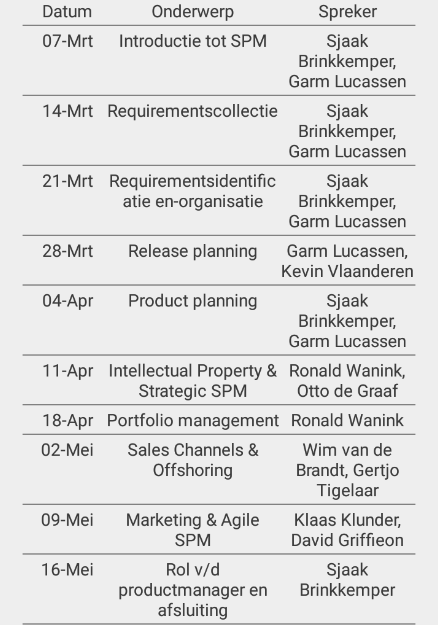 Datum Onderwerp Spreker
07-Mrt Introductie tot SPM Sjaak
Brinkkemper,
Garm Lucassen
14-Mrt Requirementscollectie Sjaak
Brinkkemper,
Garm Lucassen
21-Mrt Requirementsidentific Sjaak
atie en-organisatie Brinkkemper,
Garm Lucassen
28-Mrt Release planning Garm Lucassen,
Kevin Vlaanderen
04-Apr Product planning Sjaak
Brinkkemper,
Garm Lucassen
11-Apr Intellectual Property & Ronald Wanink,
Strategic SPM Otto de Graaf
18-Apr Portfolio management Ronald Wanink
02-Mei Sales Channels & Wim van de
Offshoring Brandt, Gertjo
Tigelaar
09-Mei Marketing & Agile Klaas Klunder,
SPM David Griffieon
16-Mei Rol v/d Sjaak
productmanager en Brinkkemper
afsluiting